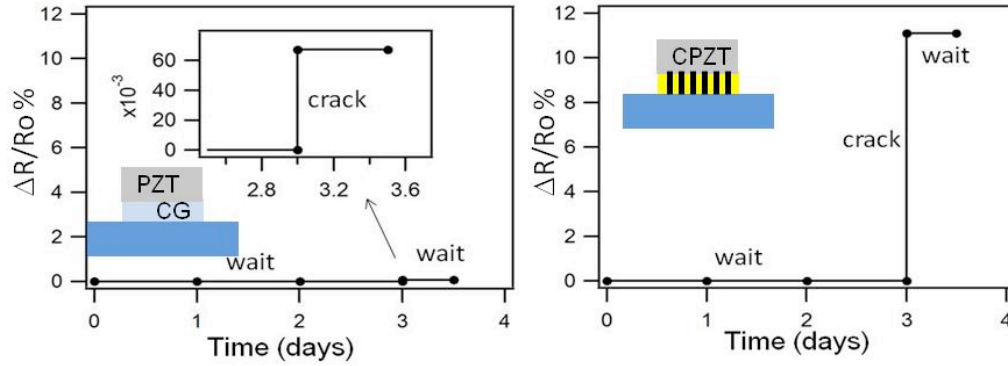 12
10
8
6
4
2
0
ΔR/Ro %
60
40
20
0
x10-3
crack
2.8 3.2 3.6
PZT
CG
wait
wait
0 1 2 3 4
Time (days)
12
10
8
6
4
2
0
ΔR/Ro %
CPZT
wait
crack
wait
0 1 2 3 4
Time (days)